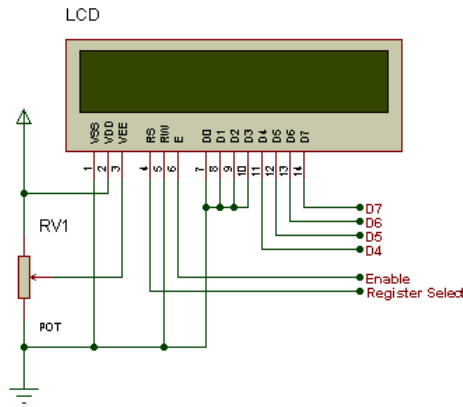 LCD
VSS VDD VEE RS RW E D0 D1 D2 D3 D4 D5 D6 D7
1 2 3 4 5 6 7 8 9 10 11 12 13 14
D7
D6
D5
D4
RV1
Enable
Register Select
POT